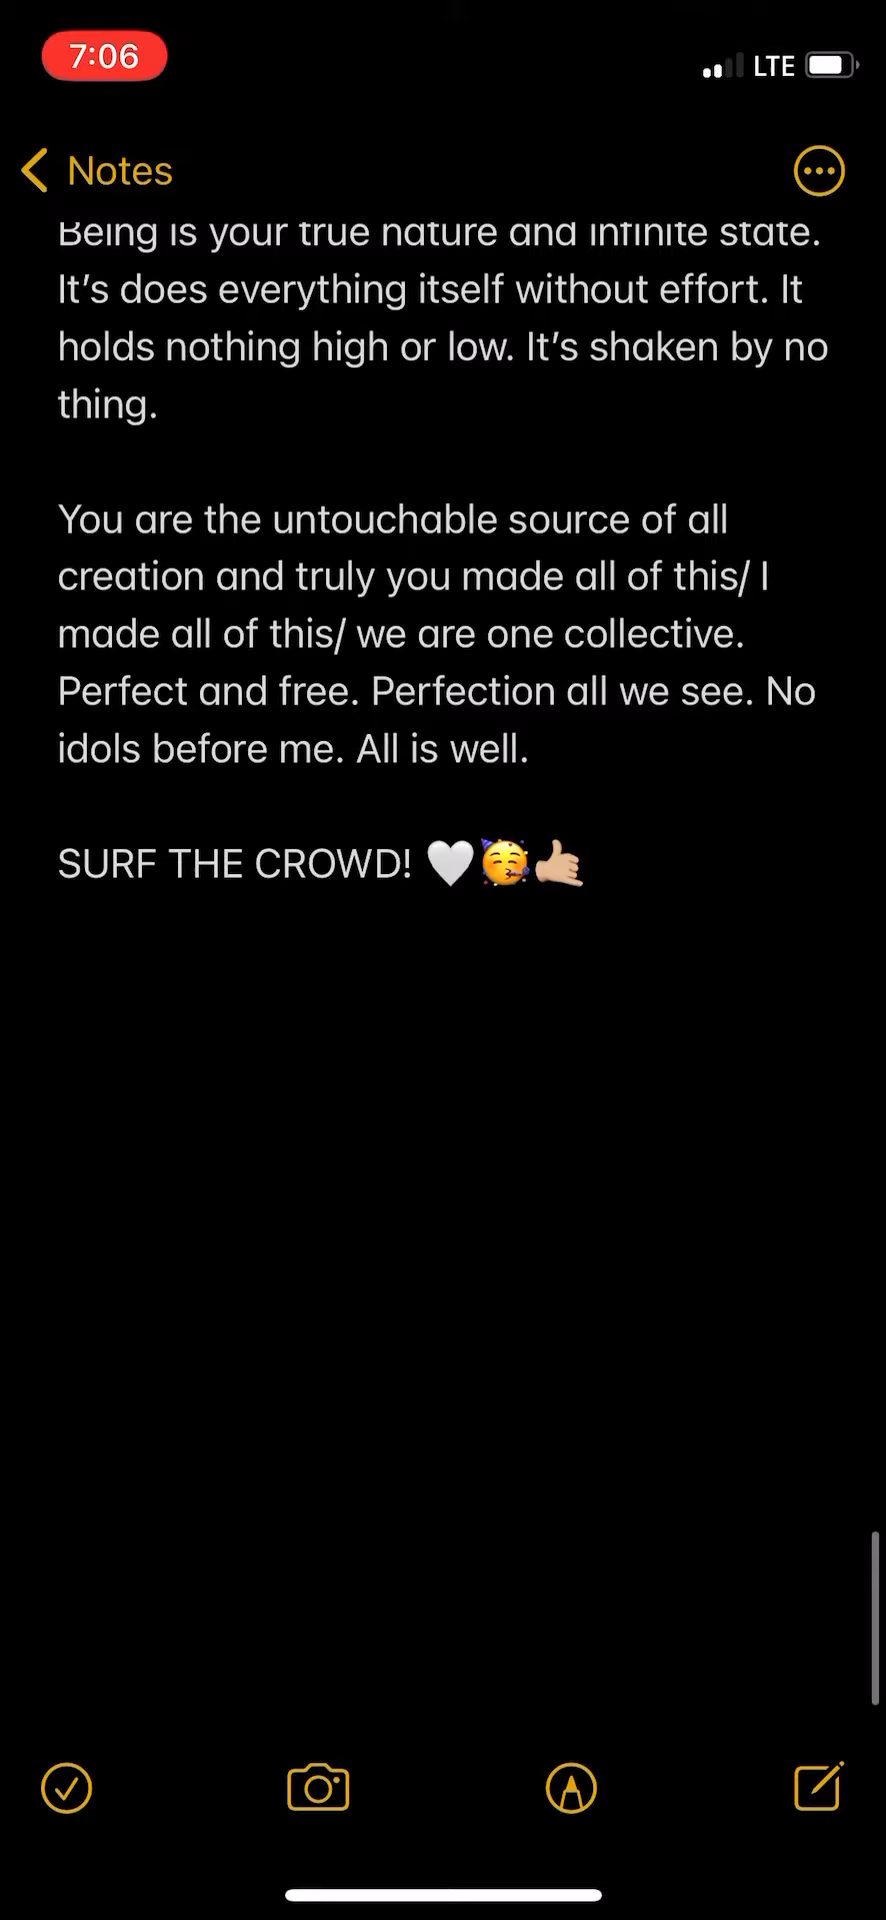 7:06
LTE
Notes
Being is your true nature and infinite state.
It's does everything itself without effort. It
holds nothing high or low. It's shaken by no
thing.
You are the untouchable source of all
creation and truly you made all of this/ I
made all of this/ we are one collective.
Perfect and free. Perfection all we see. No
idols before me. All is well.
SURF THE CROWD! 🤍🥳🤙🏼